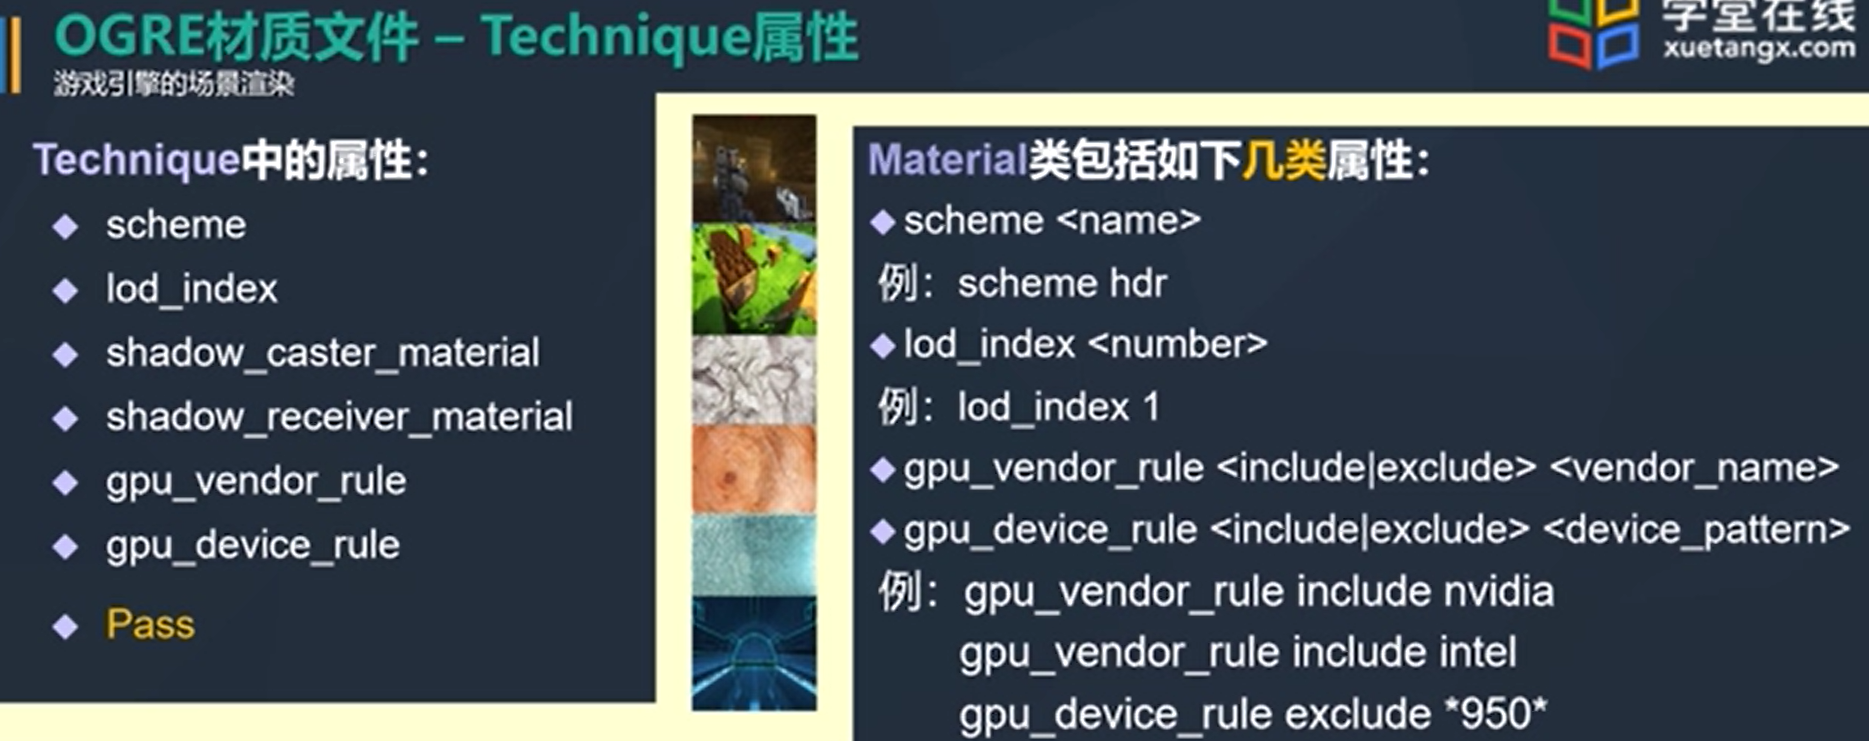 OGRE材质文件 – Technique属性
游戏引擎的场景渲染
学堂在线
xuetangx.com
Technique中的属性：
scheme
lod_index
shadow_caster_material
shadow_receiver_material
gpu_vendor_rule
gpu_device_rule
Pass
Material类包括如下几类属性：
scheme <name>
例：scheme hdr
lod_index <number>
例：lod_index 1
gpu_vendor_rule <include|exclude> <vendor_name>
gpu_device_rule <include|exclude> <device_pattern>
例：gpu_vendor_rule include nvidia
gpu_vendor_rule include intel
gpu_device_rule exclude *950*